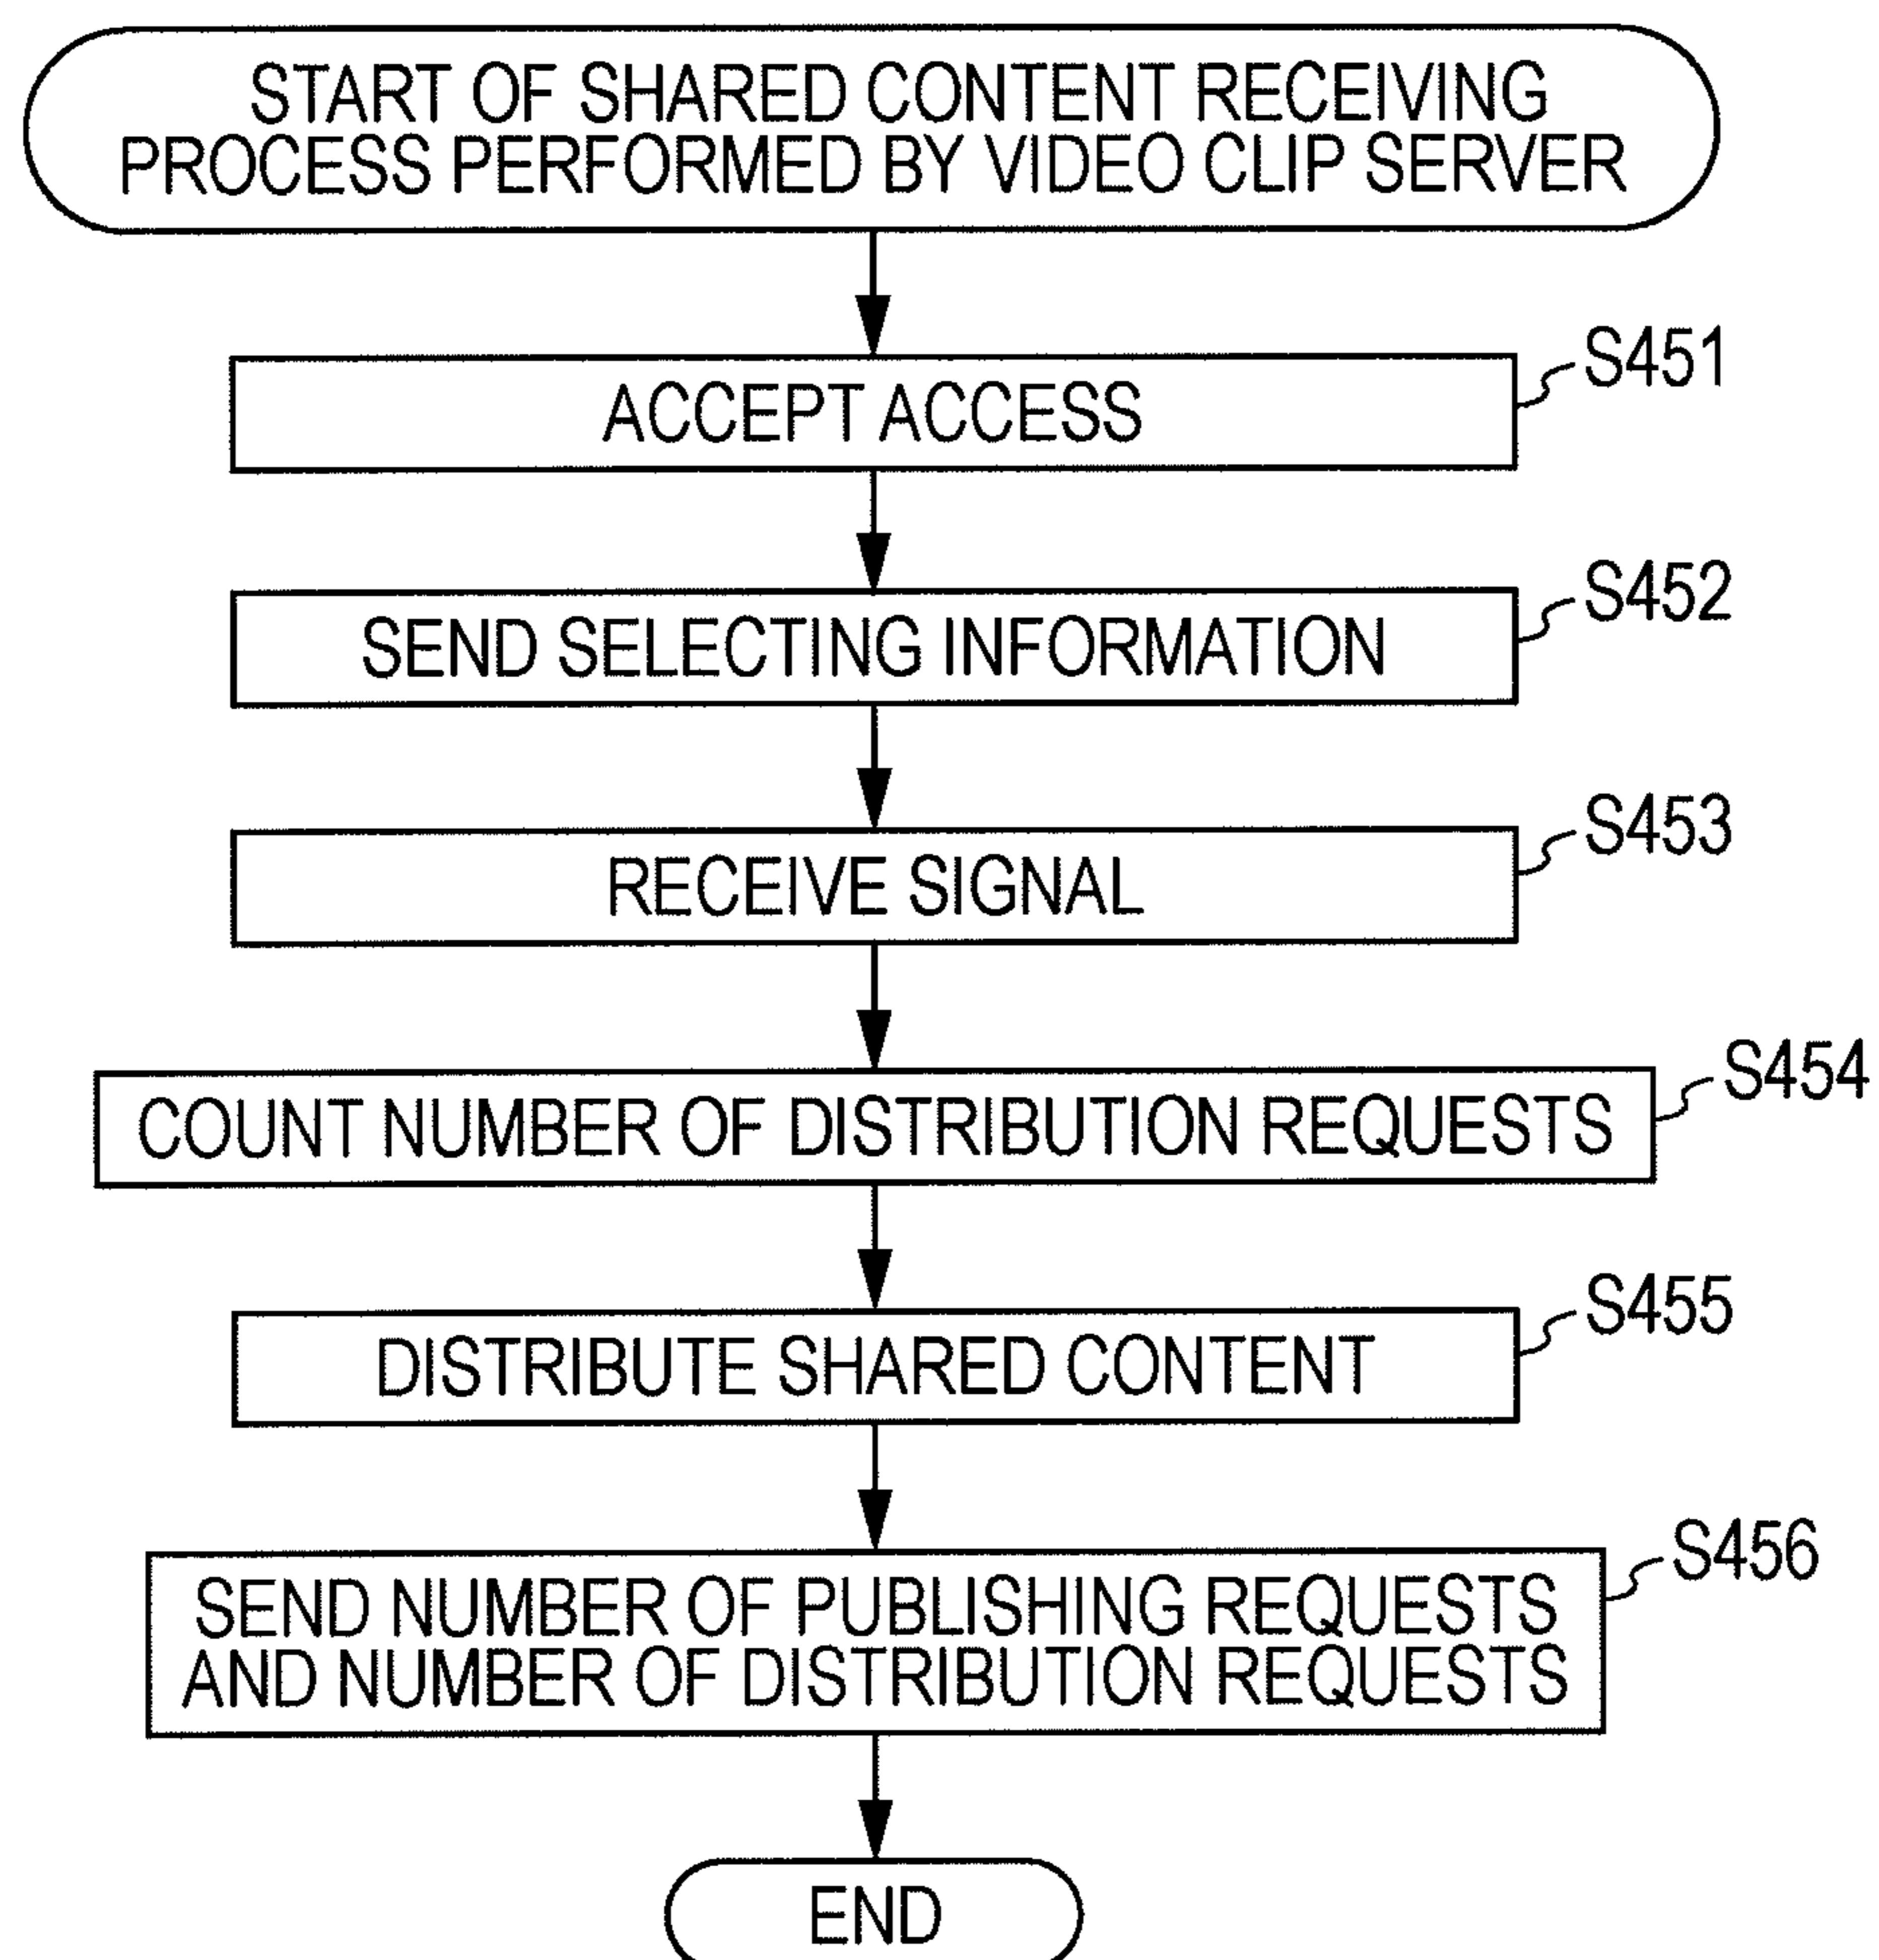 START OF SHARED CONTENT RECEIVING
PROCESS PERFORMED BY VIDEO CLIP SERVER
S451
ACCEPT ACCESS
S452
SEND SELECTING INFORMATION
S453
RECEIVE SIGNAL
S454
COUNT NUMBER OF DISTRIBUTION REQUESTS
S455
DISTRIBUTE SHARED CONTENT
S456
SEND NUMBER OF PUBLISHING REQUESTS
AND NUMBER OF DISTRIBUTION REQUESTS
END